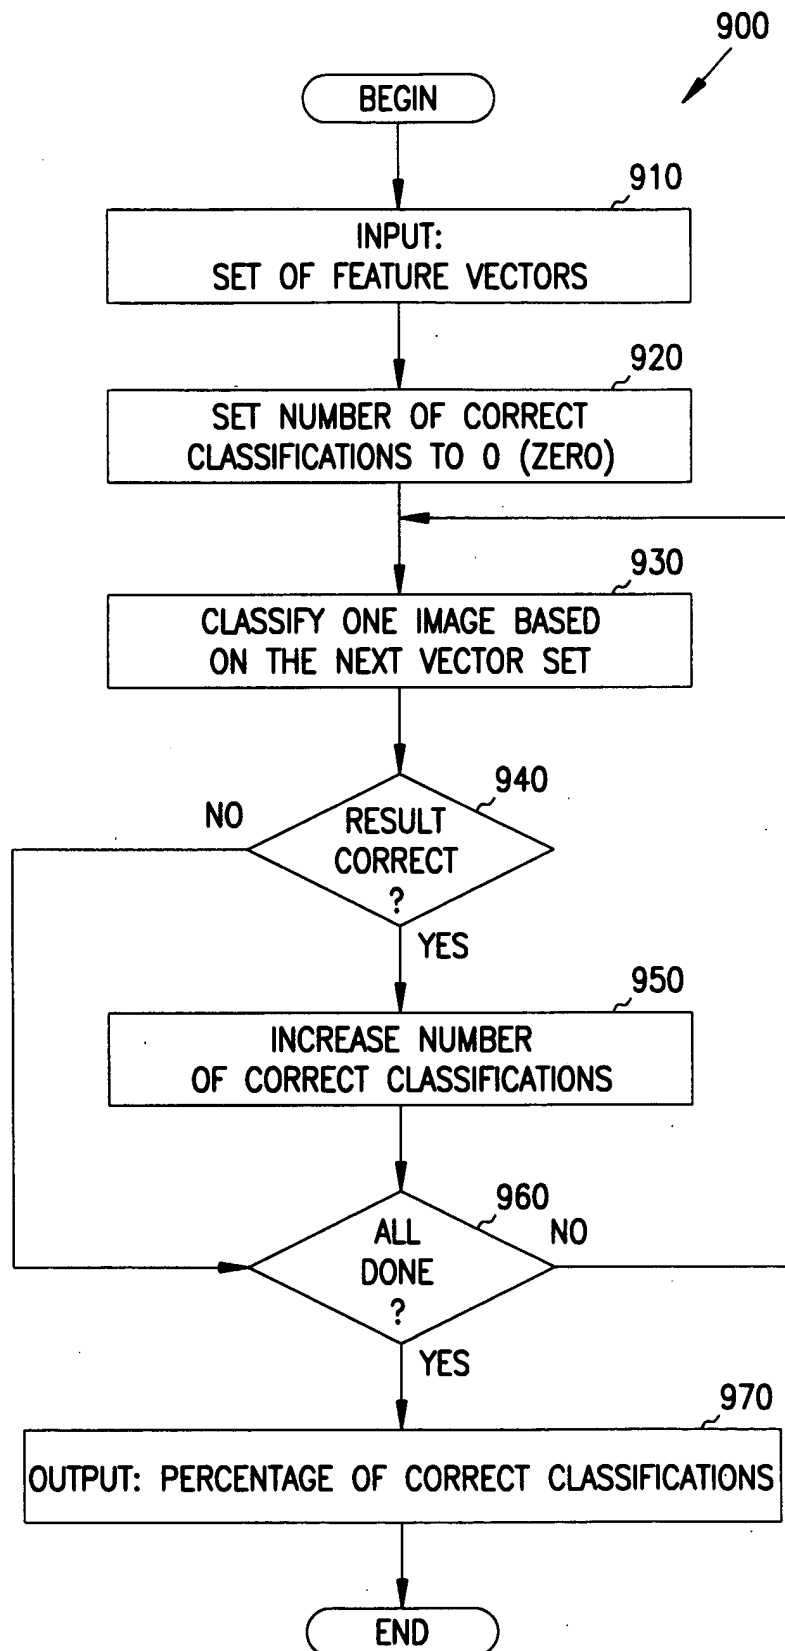 900
BEGIN
910
INPUT:
SET OF FEATURE VECTORS
920
SET NUMBER OF CORRECT
CLASSIFICATIONS TO 0 (ZERO)
930
CLASSIFY ONE IMAGE BASED
ON THE NEXT VECTOR SET
940
NO
RESULT
CORRECT
?
YES
950
INCREASE NUMBER
OF CORRECT CLASSIFICATIONS
960
ALL
DONE
?
NO
YES
970
OUTPUT: PERCENTAGE OF CORRECT CLASSIFICATIONS
END